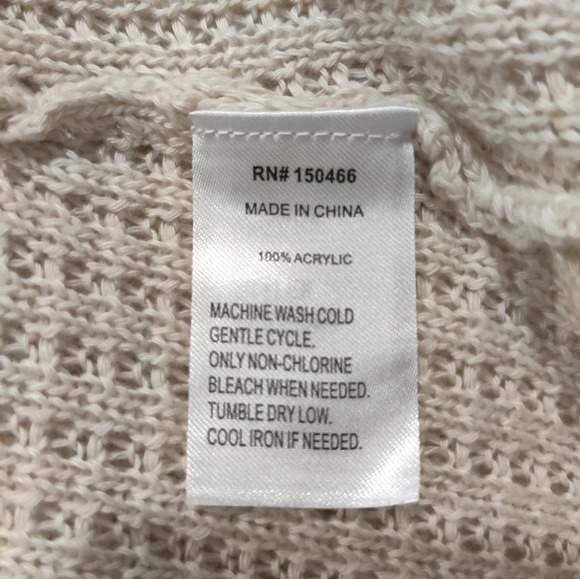 RN# 150466
MADE IN CHINA
100% ACRYLIC
MACHINE WASH COLD
GENTLE CYCLE.
ONLY NON-CHLORINE
BLEACH WHEN NEEDED.
TUMBLE DRY LOW.
COOL IRON IF NEEDED.